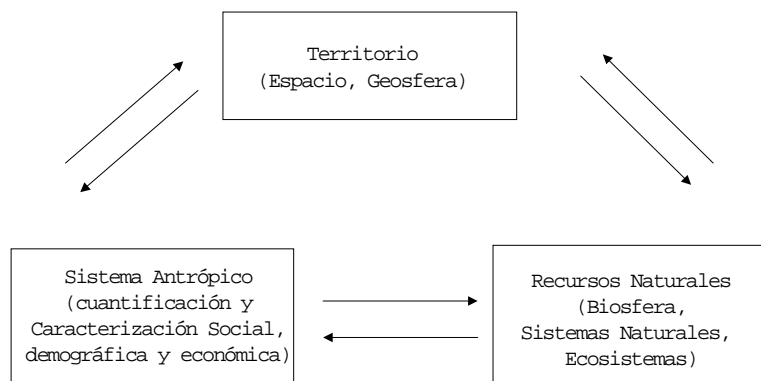 Territorio
(Espacio, Geosfera)
Sistema Antrópico
(cuantificación y
Caracterización Social,
demográfica y económica)
Recursos Naturales
(Biosfera,
Sistemas Naturales,
Ecosistemas)